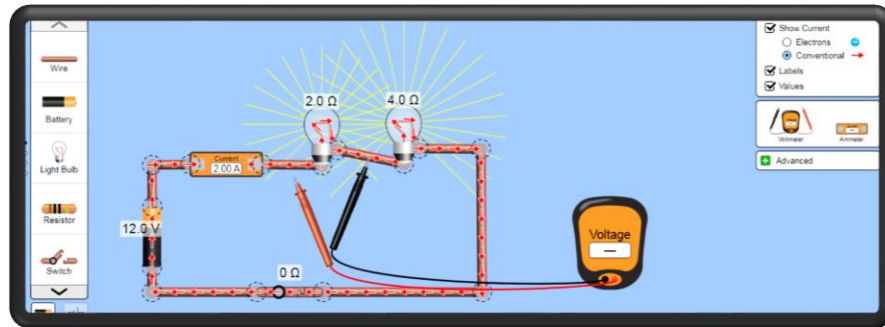 Wire
Battery
Light Bulb
Resistor
Switch
2.0 Ω
4.0 Ω
Current
2.00 A
12.0 V
0 Ω
Voltage
—
Show Current
Electrons
Conventional
Labels
Values
Voltmeter
Ammeter
Advanced